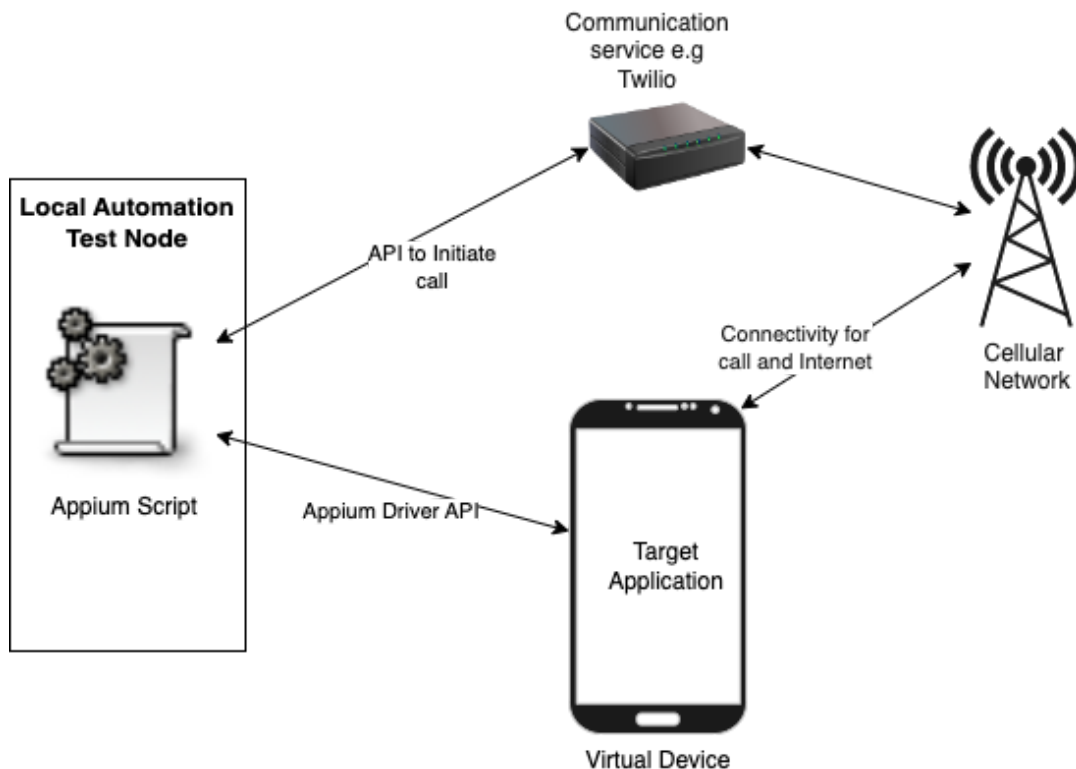 Communication
service e.g
Twilio
Local Automation
Test Node
API to Initiate
call
Connectivity for
call and Internet
Cellular
Network
Appium Script
Appium Driver API
Target
Application
Virtual Device